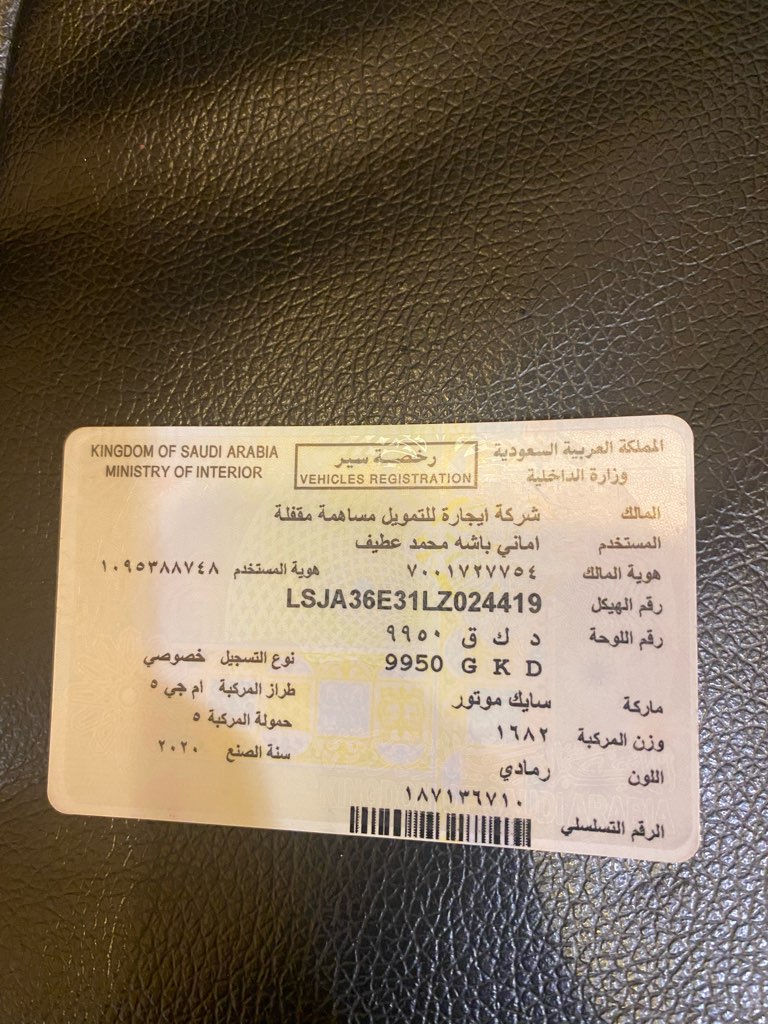 المملكة العربية السعودية
وزارة الداخلية
رخصة سير
VEHICLES REGISTRATION
KINGDOM OF SAUDI ARABIA
MINISTRY OF INTERIOR
المالك شركة ايجارة للتمويل مساهمة مقفلة
المستخدم اماني باشه محمد عطيف
هوية المالك ٧٠٠١٧٢٧٧٥٤ هوية المستخدم ١٠٩٥٣٨٨٧٤٨
رقم الهيكل LSJA36E31LZ024419
رقم اللوحة د ك ق ٩٩٥٠
9950 G K D نوع التسجيل خصوصي
ماركة سايك موتور طراز المركبة ام جي ٥
وزن المركبة ١٦٨٢ حمولة المركبة ٥
اللون رمادي سنة الصنع ٢٠٢٠
الرقم التسلسلي ١٨٧١٣٦٧١٠